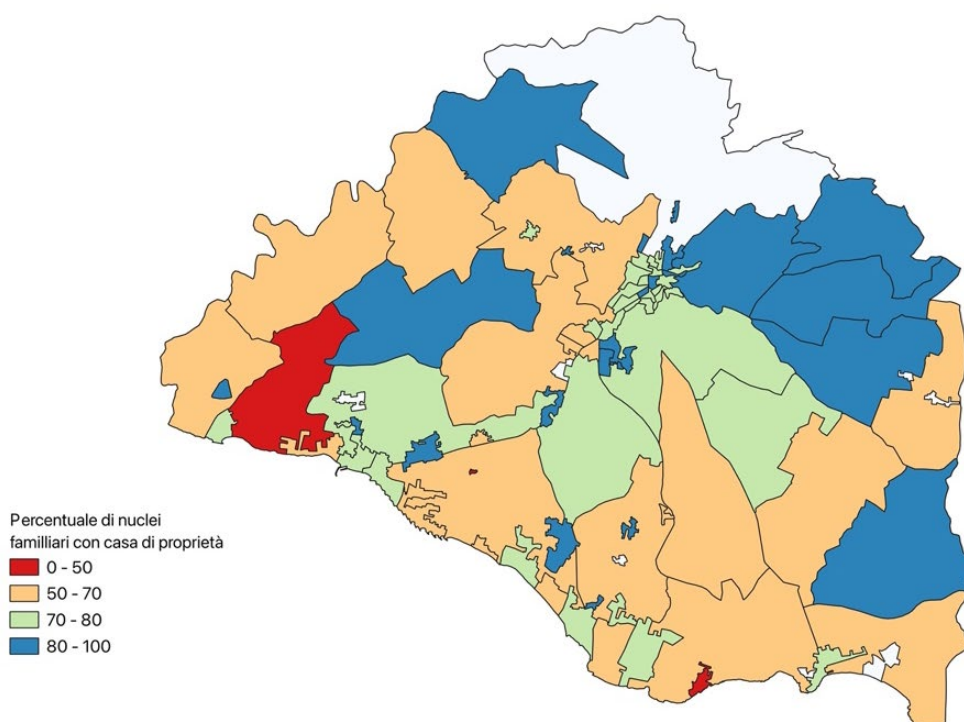 Percentuale di nuclei
familliari con casa di proprietà
0 - 50
50 - 70
70 - 80
80 - 100